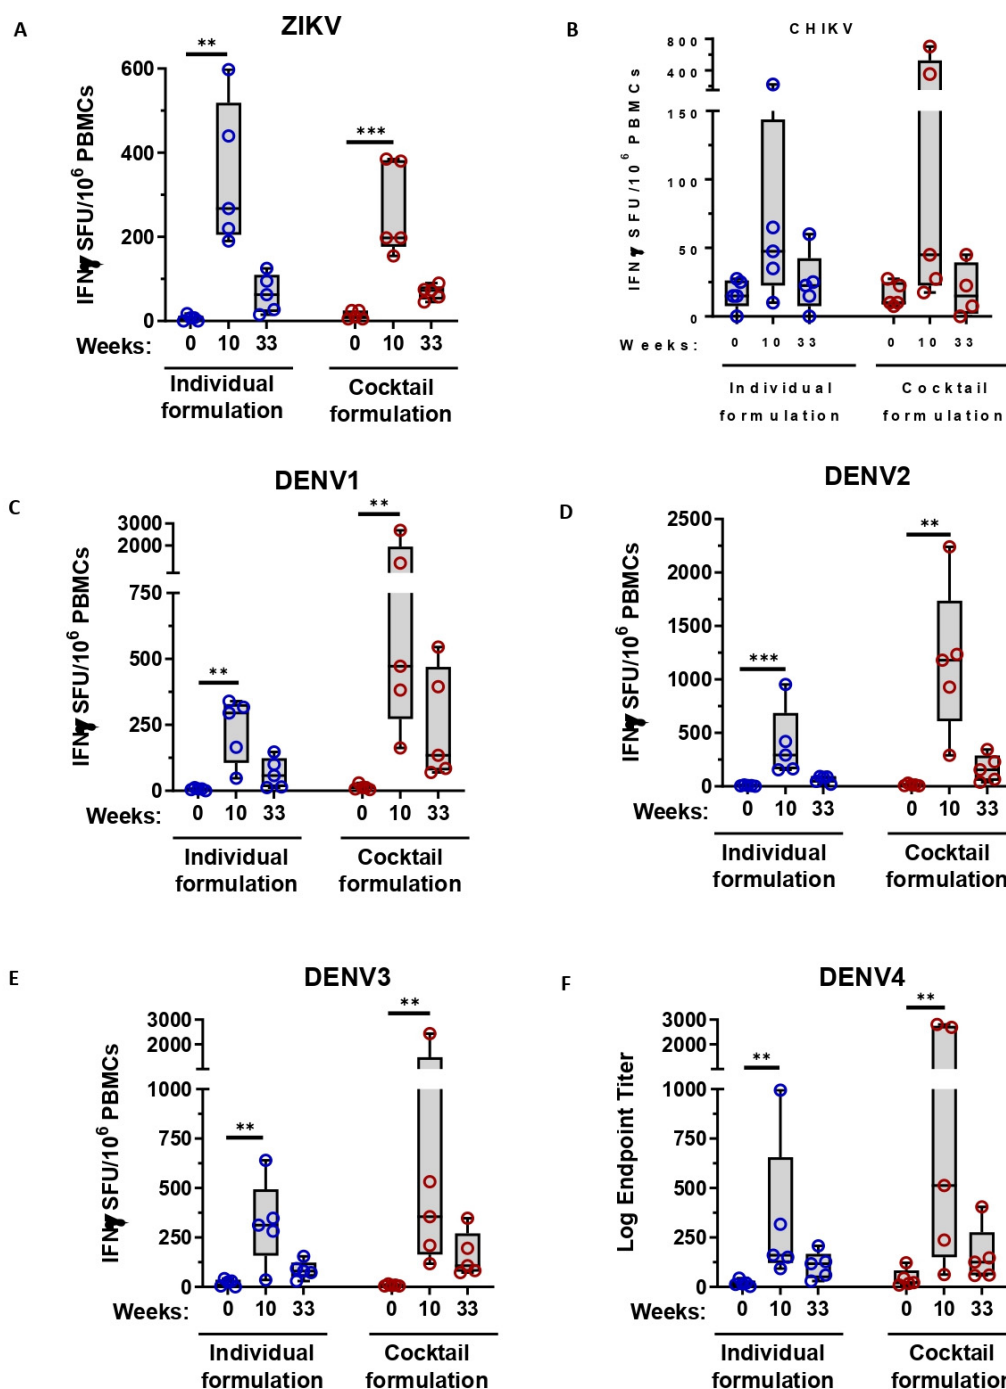 A
ZIKV
**
***
IFNγ SFU/10⁶ PBMCs
600
400
200
0
Weeks: 0 10 33 0 10 33
Individual formulation
Cocktail formulation
B
CHIKV
IFNγ SFU/10⁶ PBMCs
800
400
150
100
50
0
Weeks: 0 10 33 0 10 33
Individual formulation
Cocktail formulation
C
DENV1
**
**
IFNγ SFU/10⁶ PBMCs
3000
2000
750
500
250
0
Weeks: 0 10 33 0 10 33
Individual formulation
Cocktail formulation
D
DENV2
***
**
IFNγ SFU/10⁶ PBMCs
2500
2000
1500
1000
500
0
Weeks: 0 10 33 0 10 33
Individual formulation
Cocktail formulation
E
DENV3
**
**
IFNγ SFU/10⁶ PBMCs
3000
2000
1000
750
500
250
0
Weeks: 0 10 33 0 10 33
Individual formulation
Cocktail formulation
F
DENV4
**
**
Log Endpoint Titer
3000
2000
1000
750
500
250
0
Weeks: 0 10 33 0 10 33
Individual formulation
Cocktail formulation